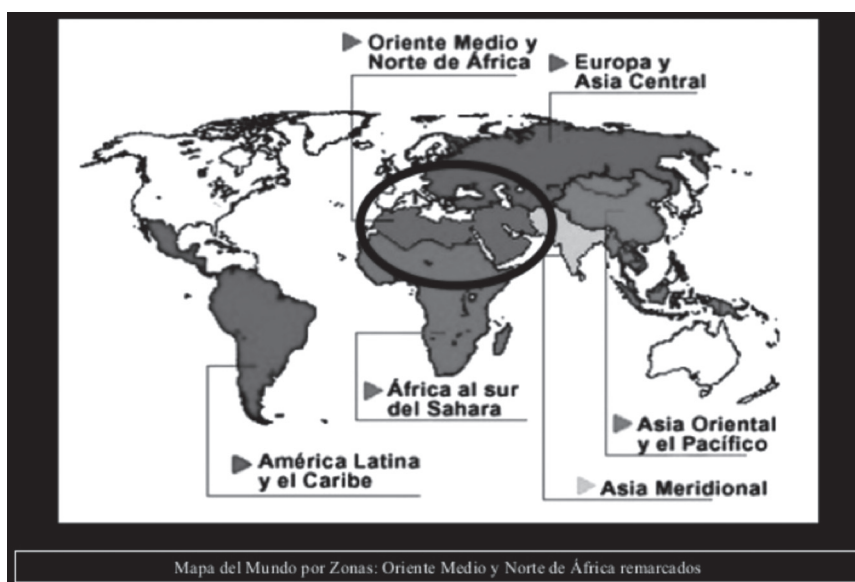 Oriente Medio y
Norte de África
Europa y
Asia Central
África al sur
del Sahara
Asia Oriental
y el Pacífico
América Latina
y el Caribe
Asia Meridional
Mapa del Mundo por Zonas: Oriente Medio y Norte de África remarcados